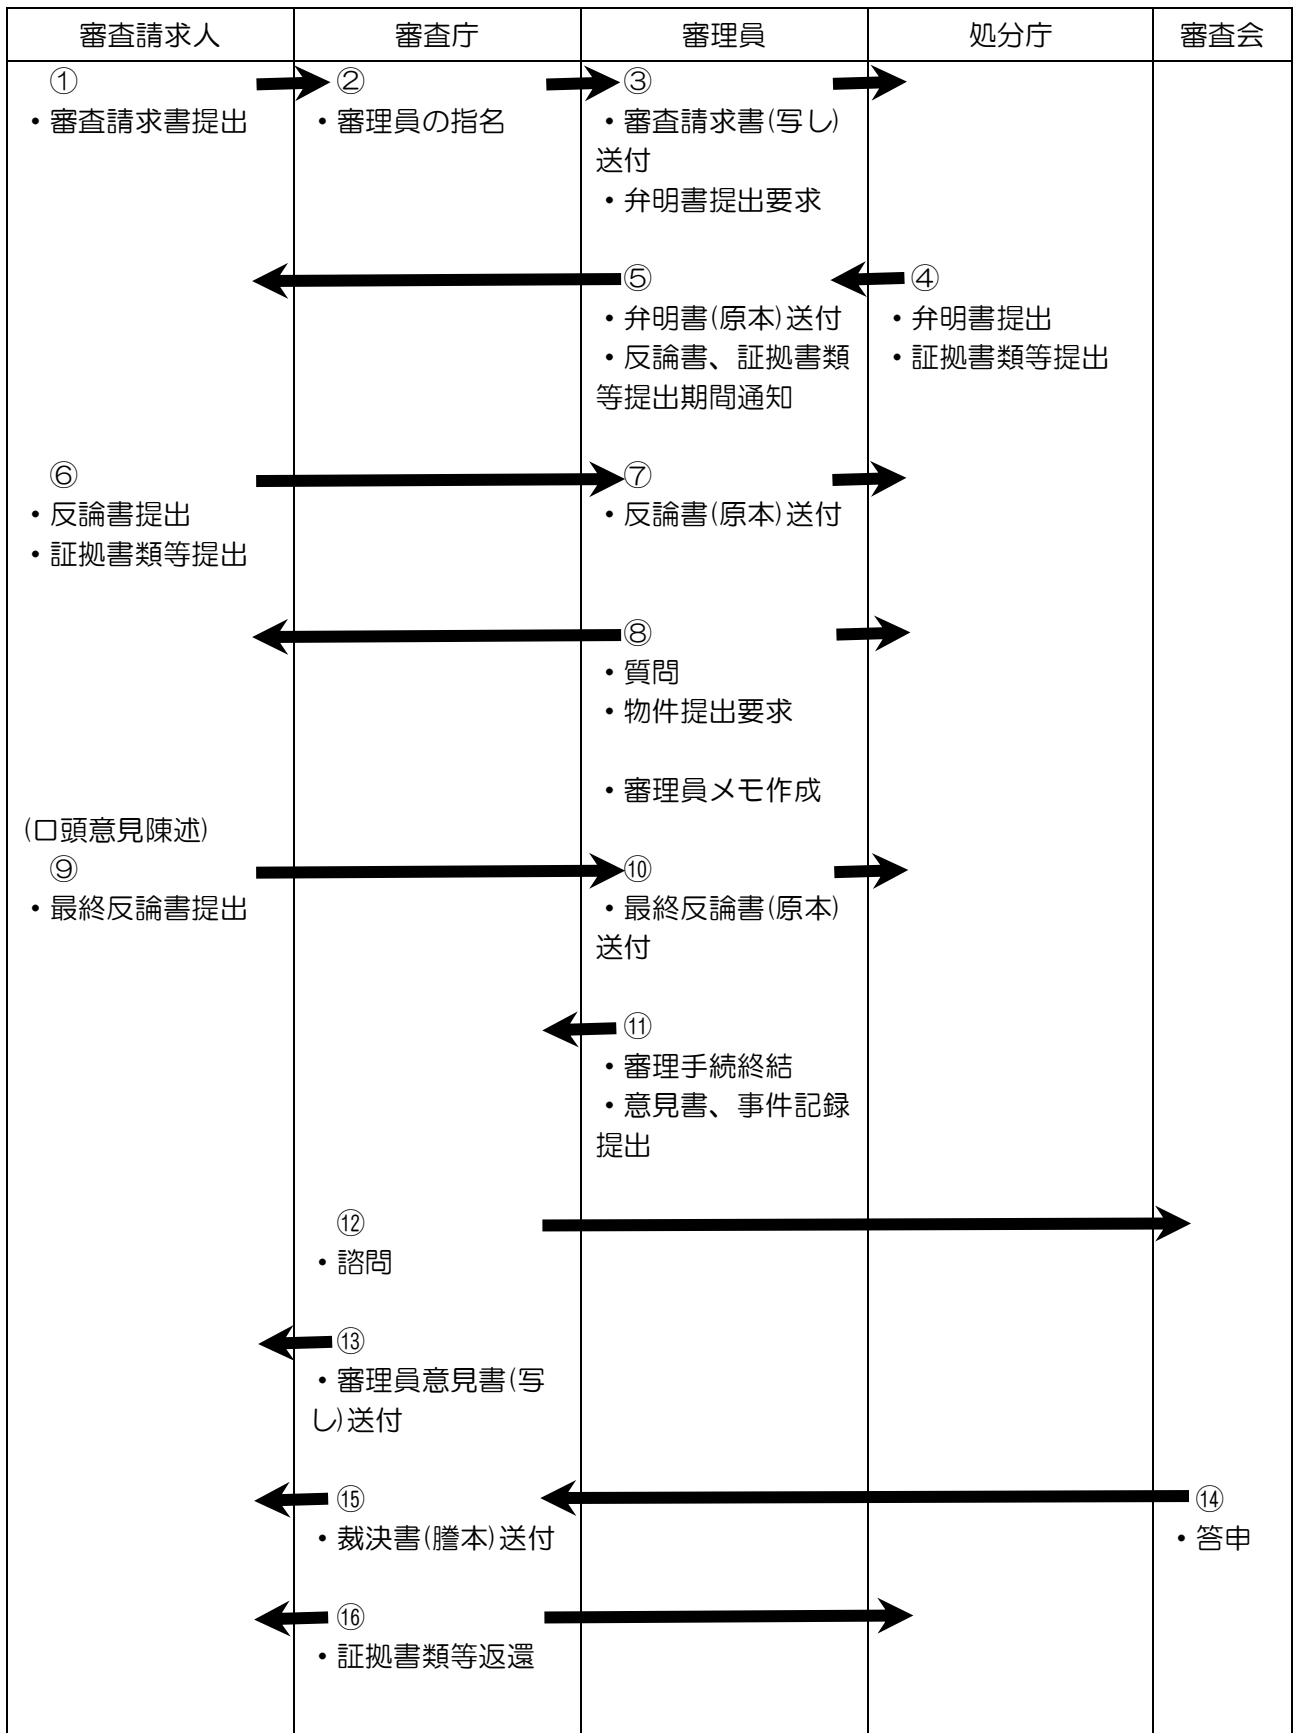 審査請求人 審査庁 審理員 処分庁 審査会
① ② ③
・審査請求書提出 ・審理員の指名 ・審査請求書(写し)
送付
・弁明書提出要求
⑤ ④
・弁明書(原本)送付 ・弁明書提出
・反論書、証拠書類 ・証拠書類等提出
等提出期間通知
⑥ ⑦
・反論書提出 ・反論書(原本)送付
・証拠書類等提出
⑧
・質問
・物件提出要求
・審理員メモ作成
(口頭意見陳述)
⑨ ⑩
・最終反論書提出 ・最終反論書(原本)
送付
⑪
・審理手続終結
・意見書、事件記録
提出
⑫
・諮問
⑬
・審理員意見書(写
し)送付
⑮ ⑭
・裁決書(謄本)送付 ・答申
⑯
・証拠書類等返還